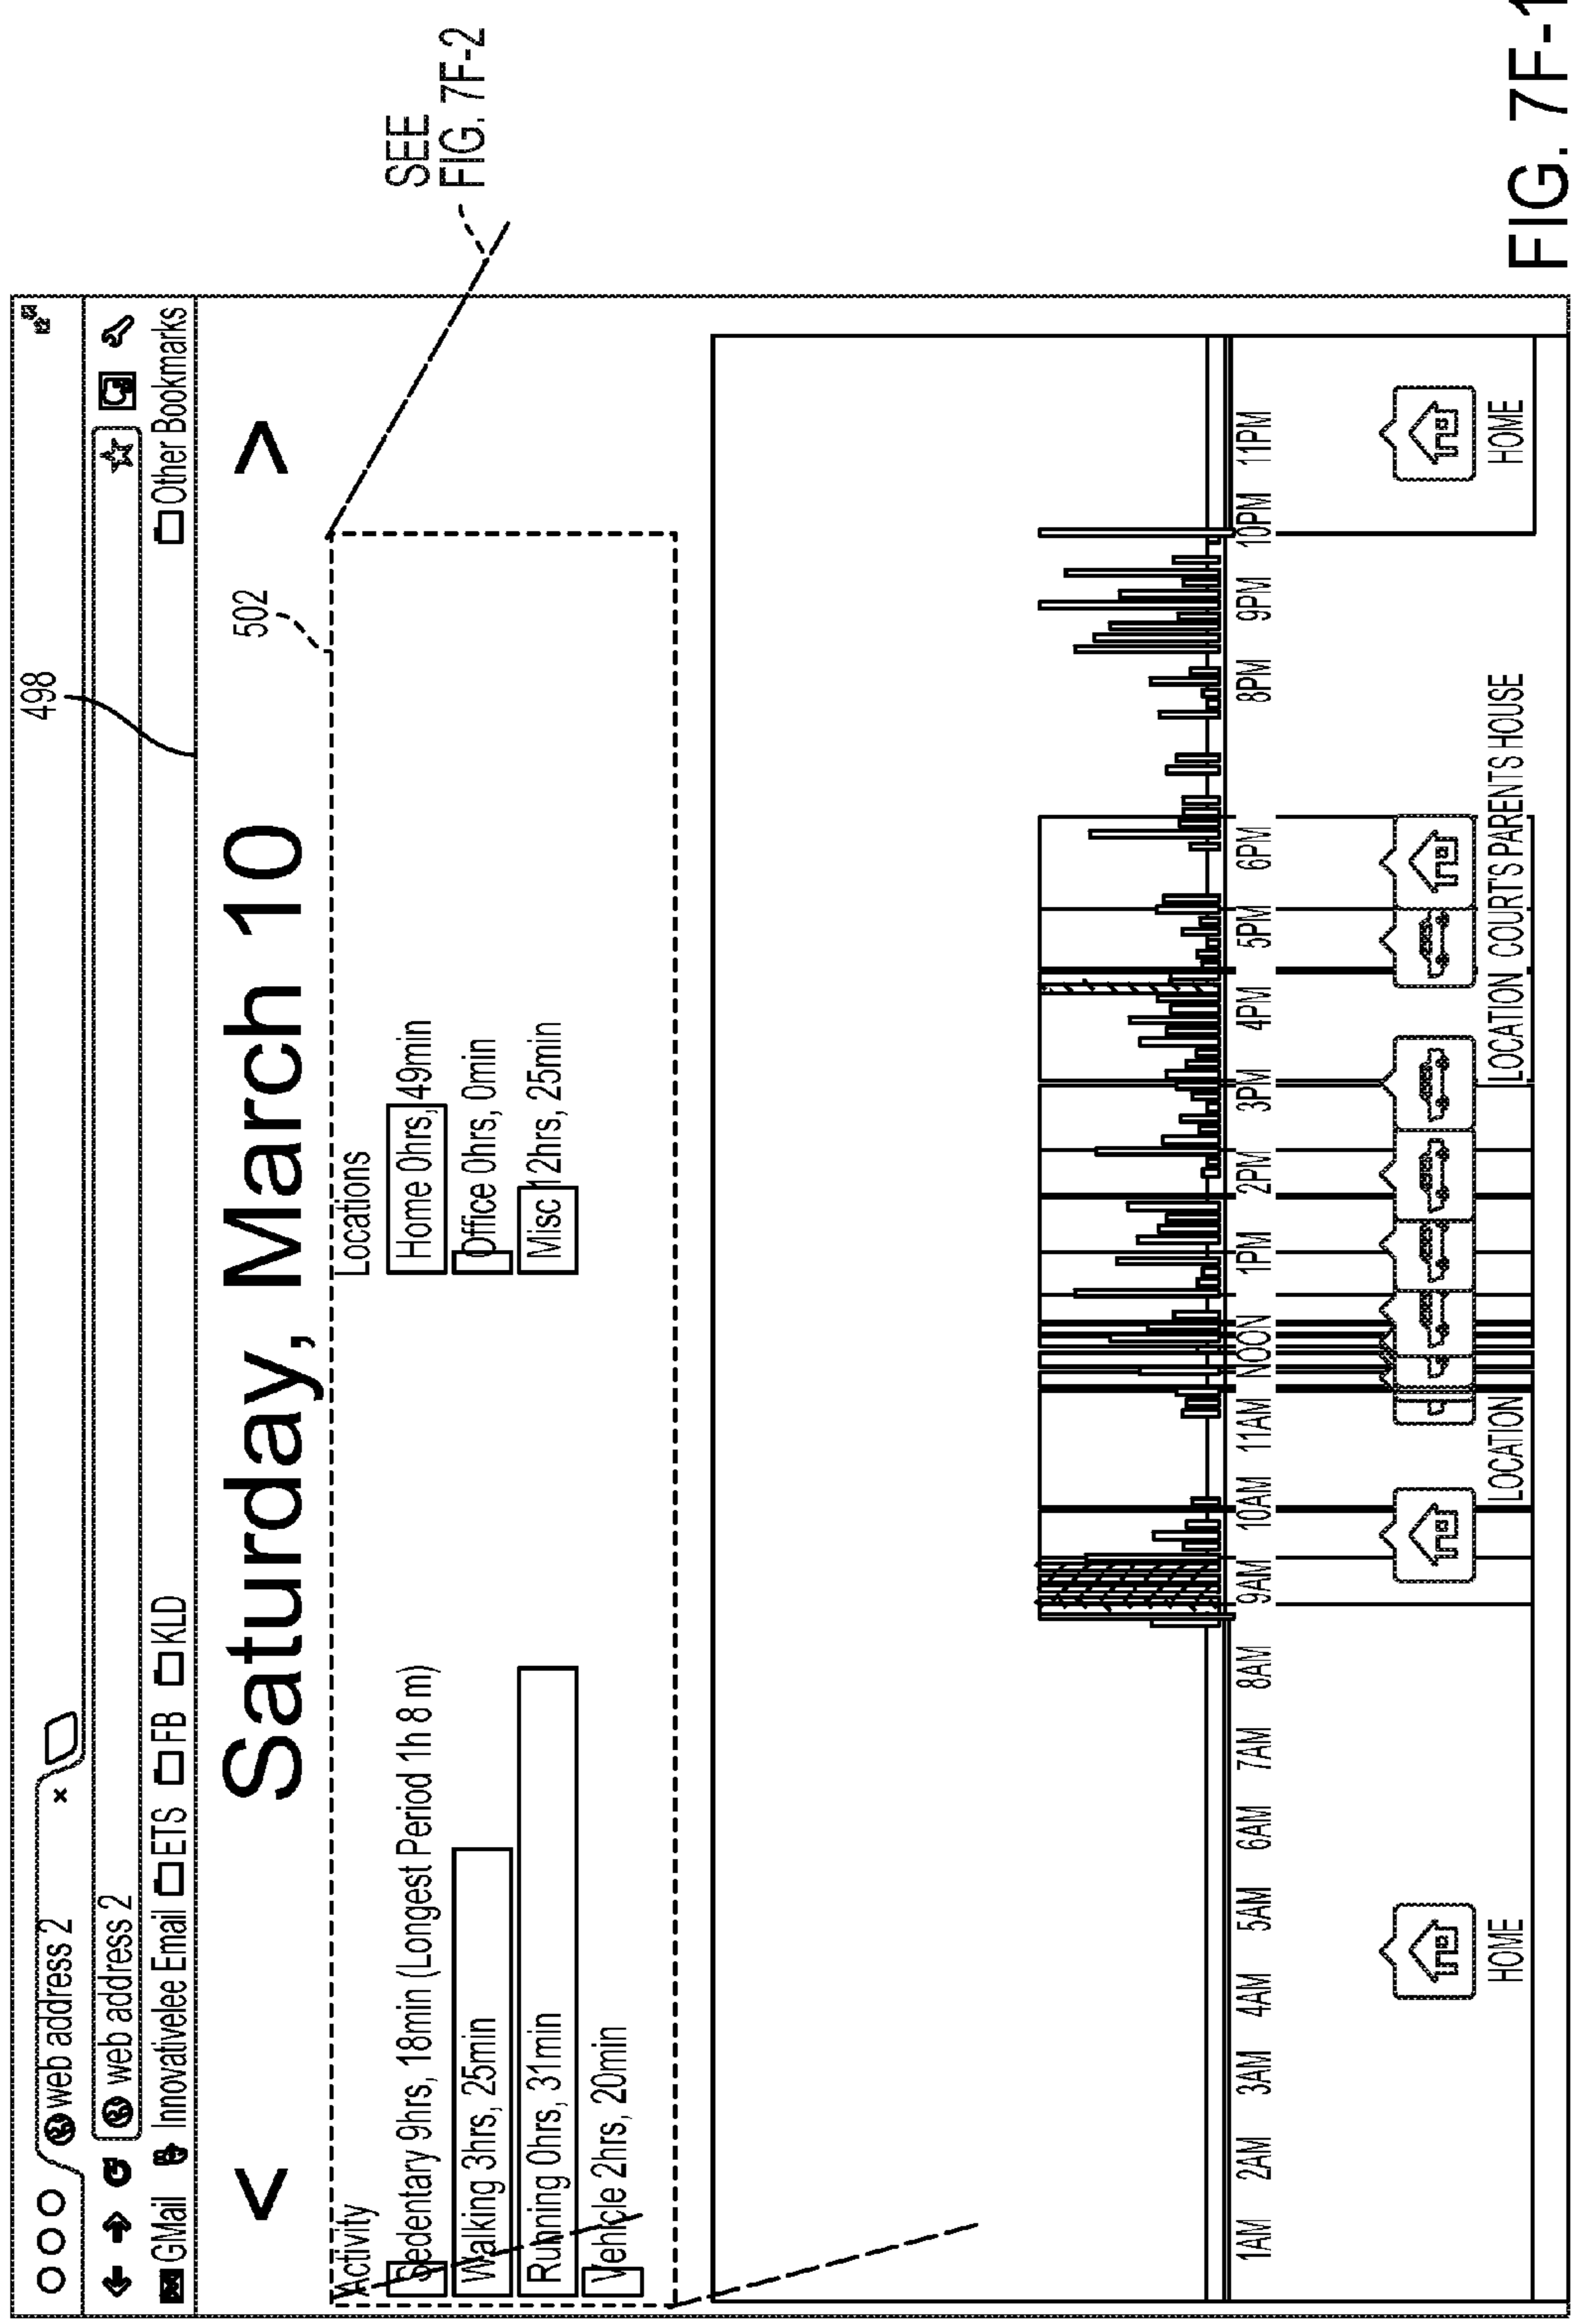 498
web address 2 x
web address 2
GMail Innovativelee Email ETS FB KLD Other Bookmarks
< Saturday, March 10 >
502
SEE
FIG. 7F-2
Activity
Sedentary 9hrs, 18min (Longest Period 1h 8 m)
Walking 3hrs, 25min
Running 0hrs, 31min
Vehicle 2hrs, 20min
Locations
Home 0hrs, 49min
Office 0hrs, 0min
Misc 12hrs, 25min
1AM 2AM 3AM 4AM 5AM 6AM 7AM 8AM 9AM 10AM 11AM NOON 1PM 2PM 3PM 4PM 5PM 6PM 8PM 9PM 10PM 11PM
HOME LOCATION LOCATION COURT'S PARENTS HOUSE HOME
FIG. 7F-1